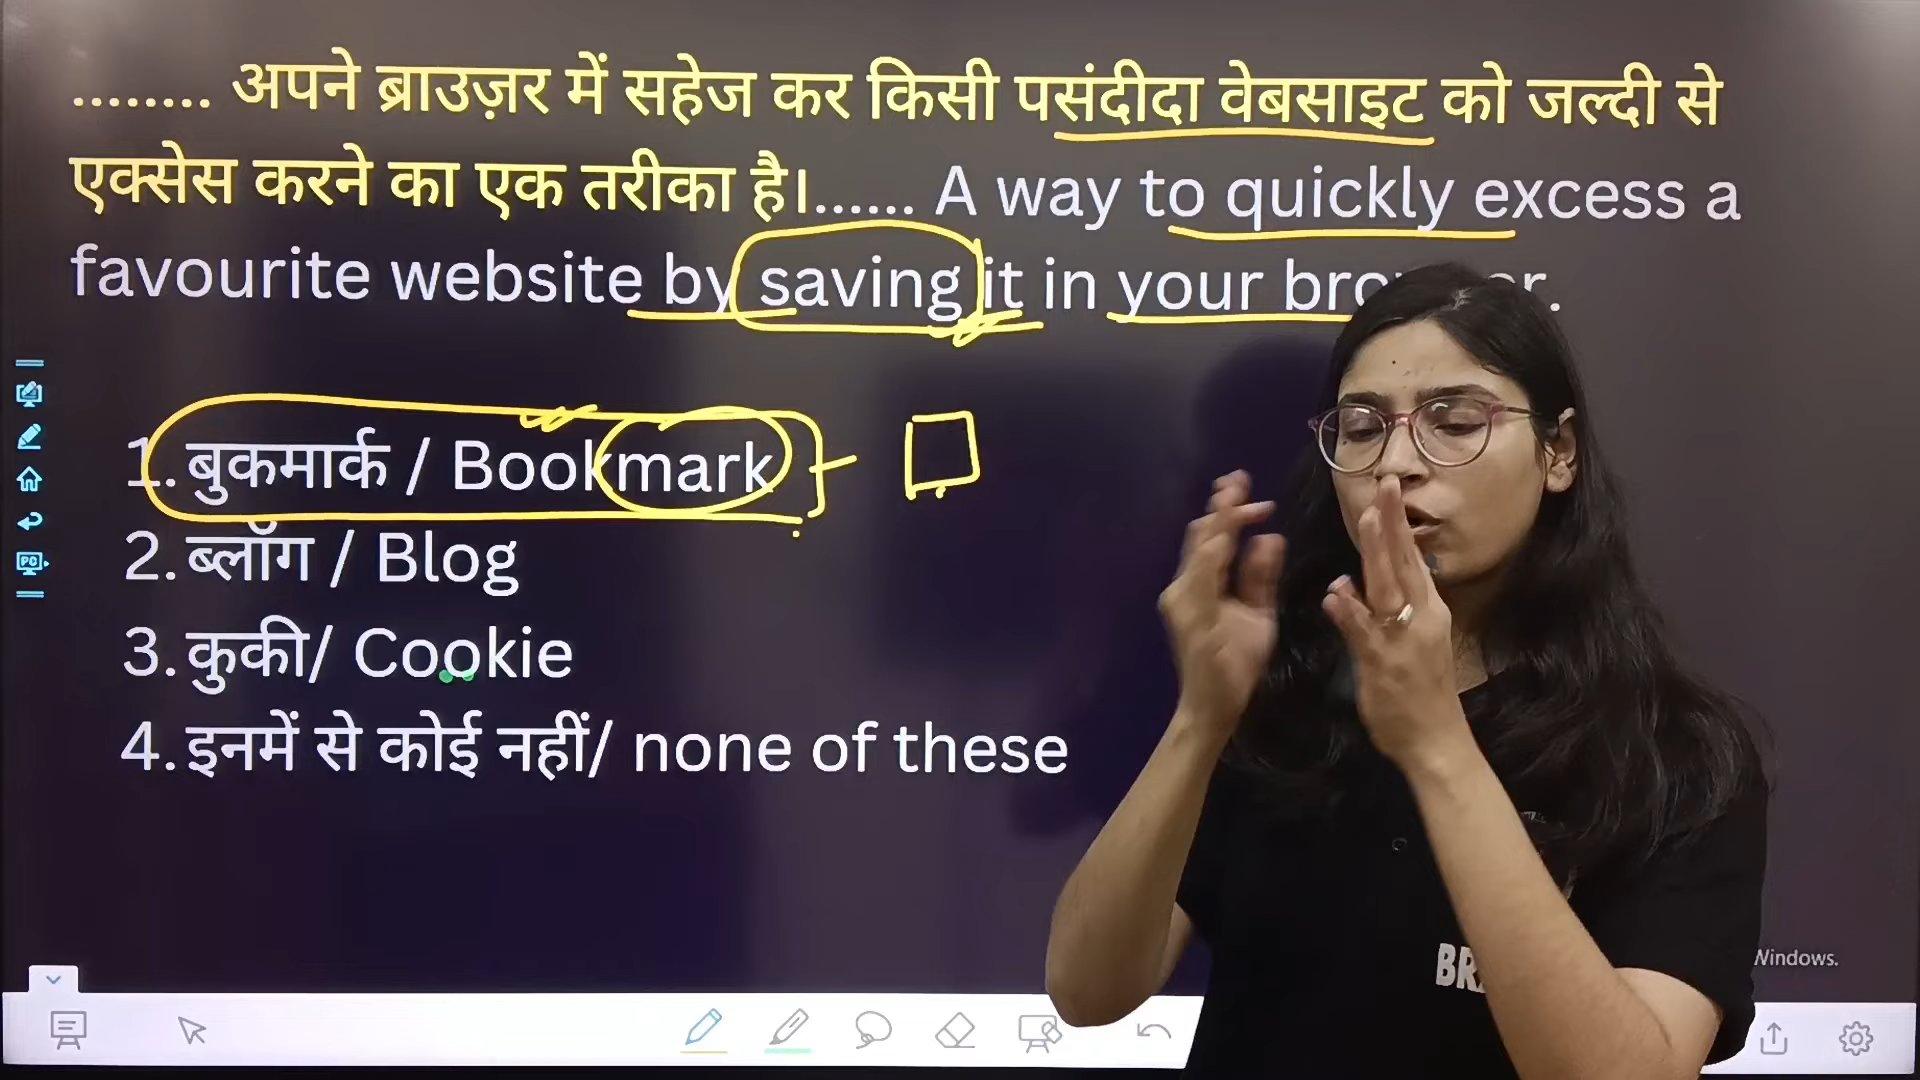 ........ अपने ब्राउज़र में सहेज कर किसी पसंदीदा वेबसाइट को जल्दी से
एक्सेस करने का एक तरीका है।...... A way to quickly excess a
favourite website by saving it in your
1. बुकमार्क / Bookmark
2. ब्लॉग / Blog
3. कुकी/ Cookie
4. इनमें से कोई नहीं/ none of these
Windows.